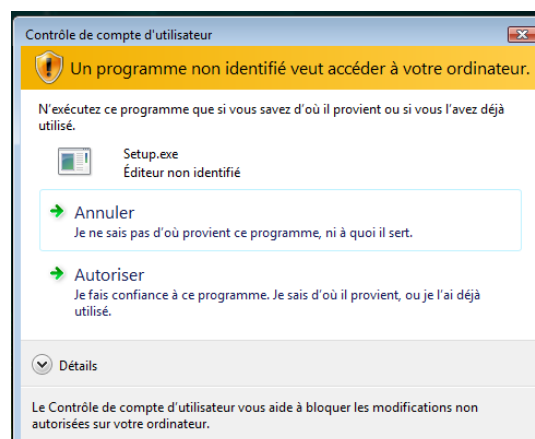 Contrôle de compte d'utilisateur
Un programme non identifié veut accéder à votre ordinateur.
N'exécutez ce programme que si vous savez d'où il provient ou si vous l'avez déjà
utilisé.
Setup.exe
Éditeur non identifié
Annuler
Je ne sais pas d'où provient ce programme, ni à quoi il sert.
Autoriser
Je fais confiance à ce programme. Je sais d'où il provient, ou je l'ai déjà
utilisé.
Détails
Le Contrôle de compte d'utilisateur vous aide à bloquer les modifications non
autorisées sur votre ordinateur.